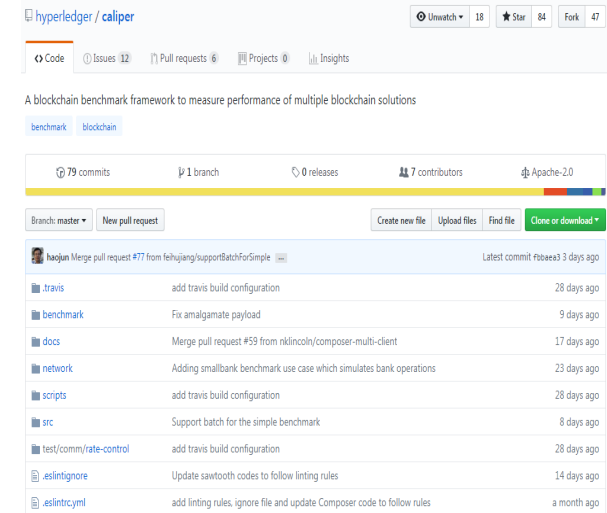 hyperledger / caliper
Unwatch 18 Star 84 Fork 47
Code Issues 12 Pull requests 6 Projects 0 Insights
A blockchain benchmark framework to measure performance of multiple blockchain solutions
benchmark blockchain
79 commits 1 branch 0 releases 7 contributors Apache-2.0
Branch: master New pull request Create new file Upload files Find file Clone or download
haojun Merge pull request #77 from feihujiang/supportBatchForSimple ... Latest commit fbbaea3 3 days ago
.travis add travis build configuration 28 days ago
benchmark Fix amalgamate payload 9 days ago
docs Merge pull request #59 from nklincoln/composer-multi-client 17 days ago
network Adding smallbank benchmark use case which simulates bank operations 23 days ago
scripts add travis build configuration 28 days ago
src Support batch for the simple benchmark 8 days ago
test/comm/rate-control add travis build configuration 28 days ago
.eslintignore Update sawtooth codes to follow linting rules 14 days ago
.eslintrc.yml add linting rules, ignore file and update Composer code to follow rules a month ago